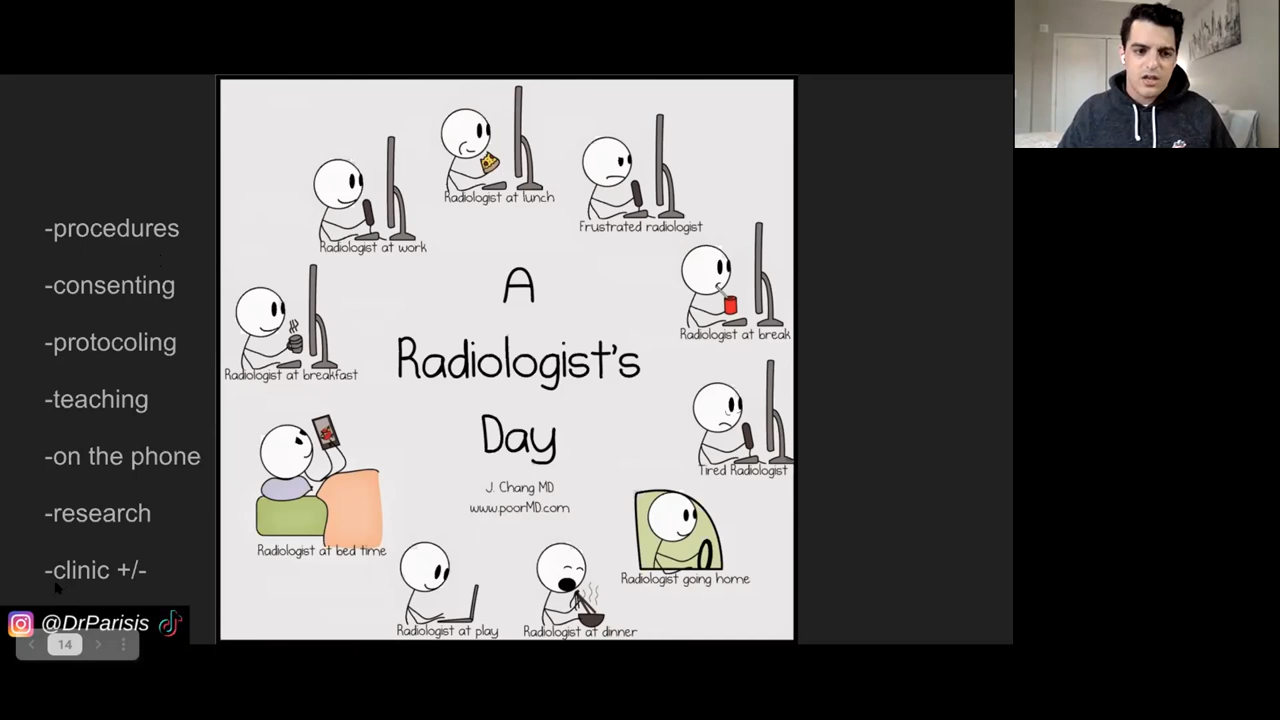 -procedures
-consenting
-protocoling
-teaching
-on the phone
-research
-clinic +/-
@DrParisis
14
Radiologist at lunch
Frustrated radiologist
Radiologist at work
Radiologist at break
Radiologist at breakfast
Tired Radiologist
A
Radiologist's
Day
J. Chang MD
www.poorMD.com
Radiologist at bed time
Radiologist going home
Radiologist at play
Radiologist at dinner